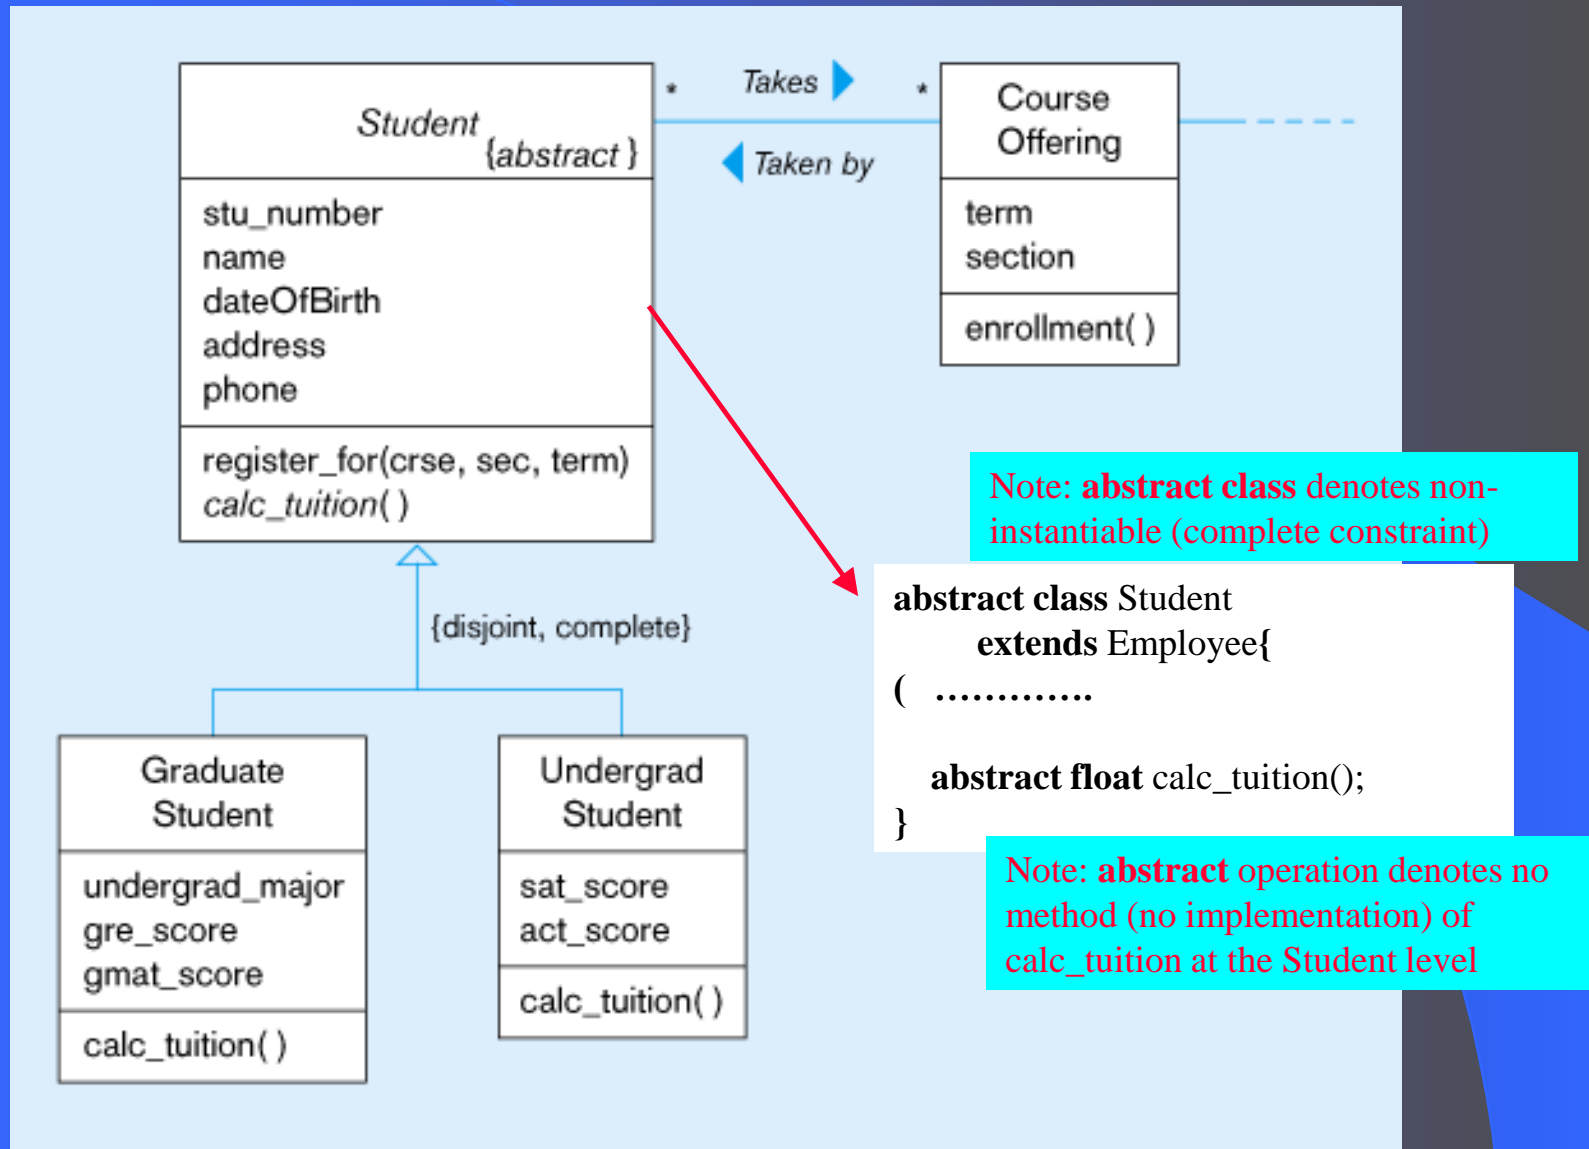 Student
{abstract }
stu_number
name
dateOfBirth
address
phone
register_for(crse, sec, term)
calc_tuition( )
* Takes *
Taken by
Course
Offering
term
section
enrollment( )
{disjoint, complete}
Graduate
Student
undergrad_major
gre_score
gmat_score
calc_tuition( )
Undergrad
Student
sat_score
act_score
calc_tuition( )
Note: abstract class denotes non-
instantiable (complete constraint)
abstract class Student
extends Employee{
( ………….
abstract float calc_tuition();
}
Note: abstract operation denotes no
method (no implementation) of
calc_tuition at the Student level